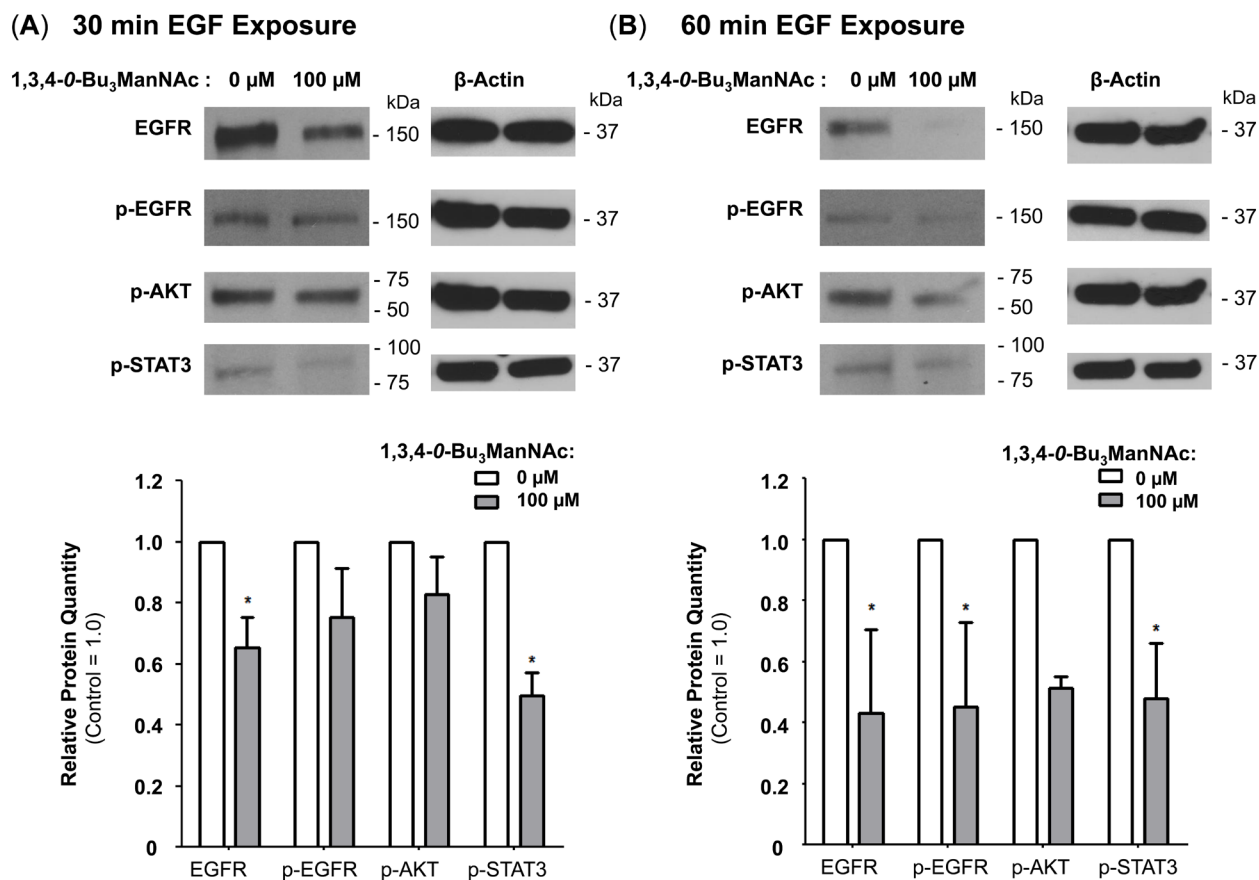 (A) 30 min EGF Exposure
1,3,4-O-Bu₃ManNAc : 0 µM 100 µM β-Actin
kDa kDa
EGFR - 150 - 37
p-EGFR - 150 - 37
p-AKT - 75 - 50 - 37
p-STAT3 - 100 - 75 - 37
1,3,4-O-Bu₃ManNAc:
0 µM
100 µM
Relative Protein Quantity
(Control = 1.0)
1.2
1.0
0.8
0.6
0.4
0.2
0
* *
EGFR p-EGFR p-AKT p-STAT3
(B) 60 min EGF Exposure
1,3,4-O-Bu₃ManNAc : 0 µM 100 µM β-Actin
kDa kDa
EGFR - 150 - 37
p-EGFR - 150 - 37
p-AKT - 75 - 50 - 37
p-STAT3 - 100 - 75 - 37
1,3,4-O-Bu₃ManNAc:
0 µM
100 µM
Relative Protein Quantity
(Control = 1.0)
1.2
1.0
0.8
0.6
0.4
0.2
0
* * *
EGFR p-EGFR p-AKT p-STAT3